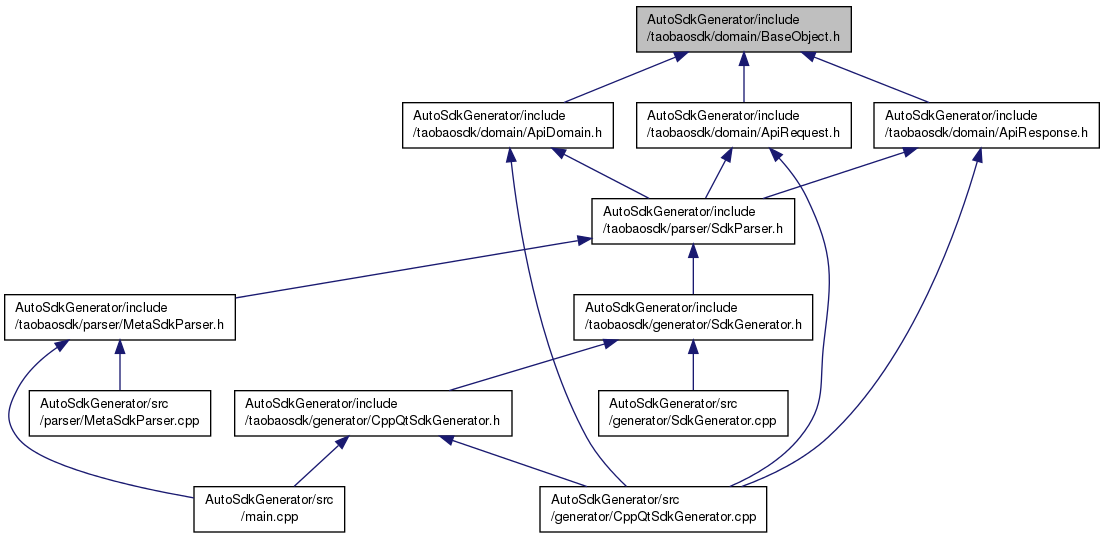 AutoSdkGenerator/include
/taobaosdk/domain/BaseObject.h
AutoSdkGenerator/include
/taobaosdk/domain/ApiDomain.h
AutoSdkGenerator/include
/taobaosdk/domain/ApiRequest.h
AutoSdkGenerator/include
/taobaosdk/domain/ApiResponse.h
AutoSdkGenerator/include
/taobaosdk/parser/SdkParser.h
AutoSdkGenerator/include
/taobaosdk/parser/MetaSdkParser.h
AutoSdkGenerator/include
/taobaosdk/generator/SdkGenerator.h
AutoSdkGenerator/src
/parser/MetaSdkParser.cpp
AutoSdkGenerator/include
/taobaosdk/generator/CppQtSdkGenerator.h
AutoSdkGenerator/src
/generator/SdkGenerator.cpp
AutoSdkGenerator/src
/main.cpp
AutoSdkGenerator/src
/generator/CppQtSdkGenerator.cpp